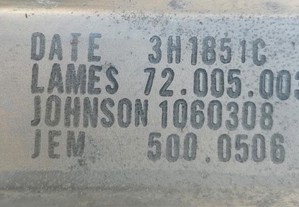 DATE 3H1851C
LAMES 72.005.003
JOHNSON 1060308
JEM 500.0506